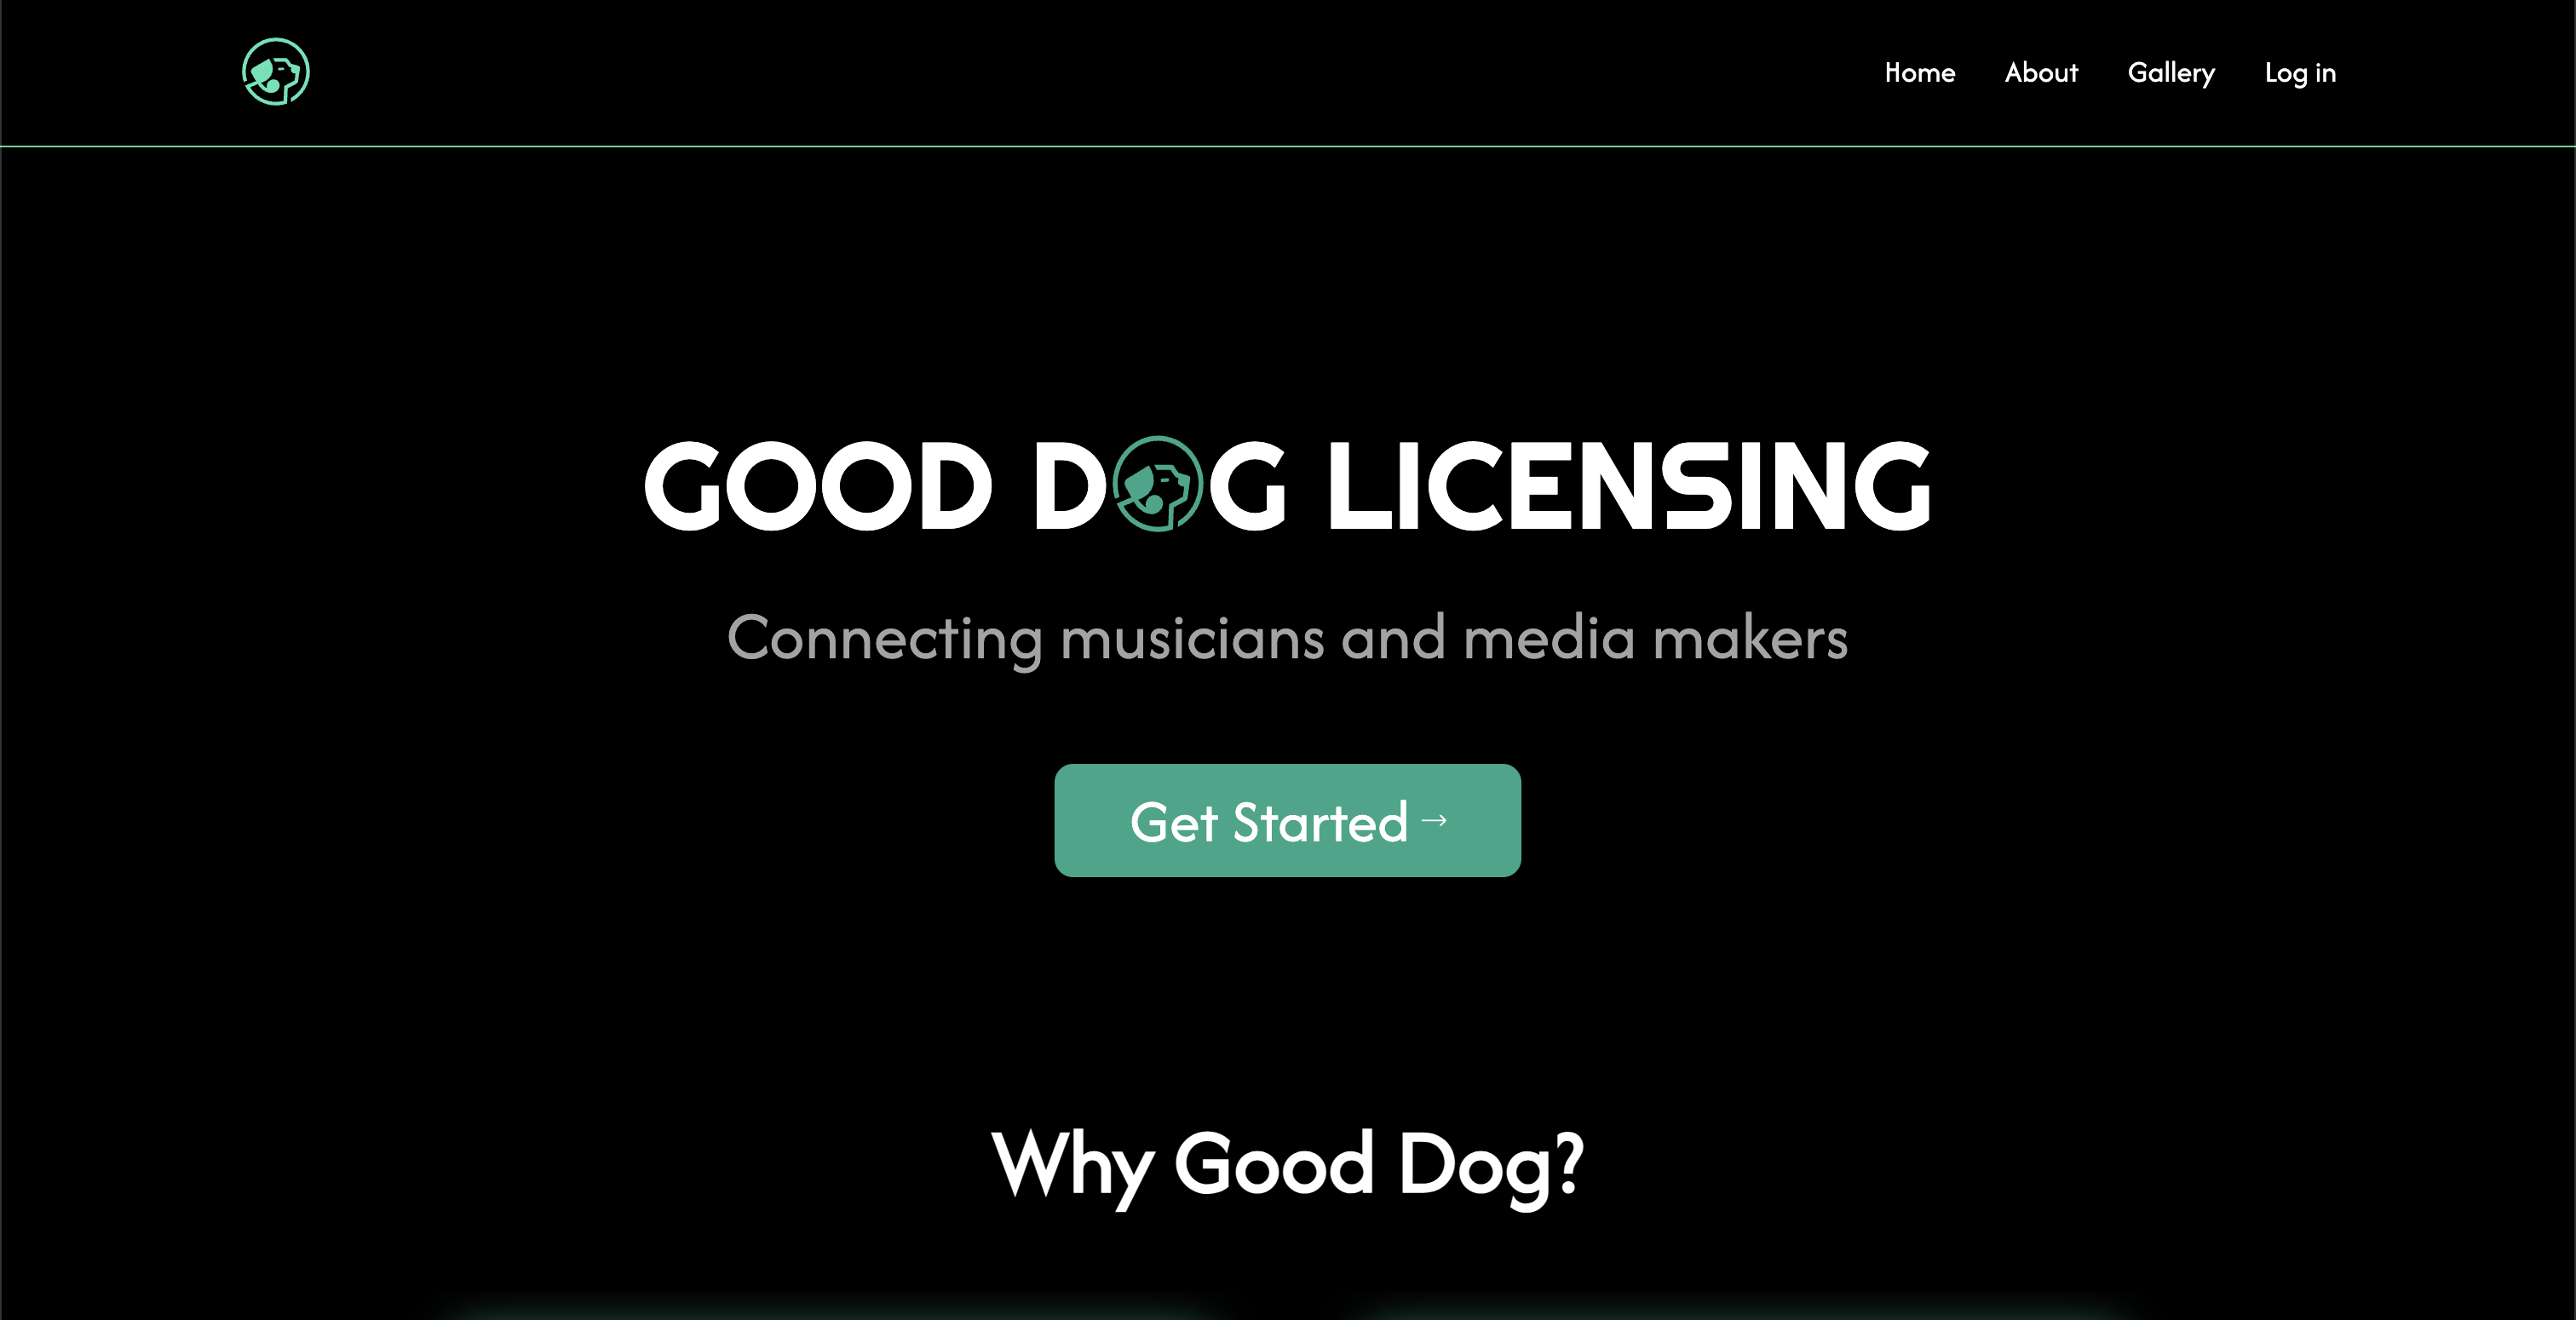 Home About Gallery Log in
GOOD DOG LICENSING
Connecting musicians and media makers
Get Started →
Why Good Dog?